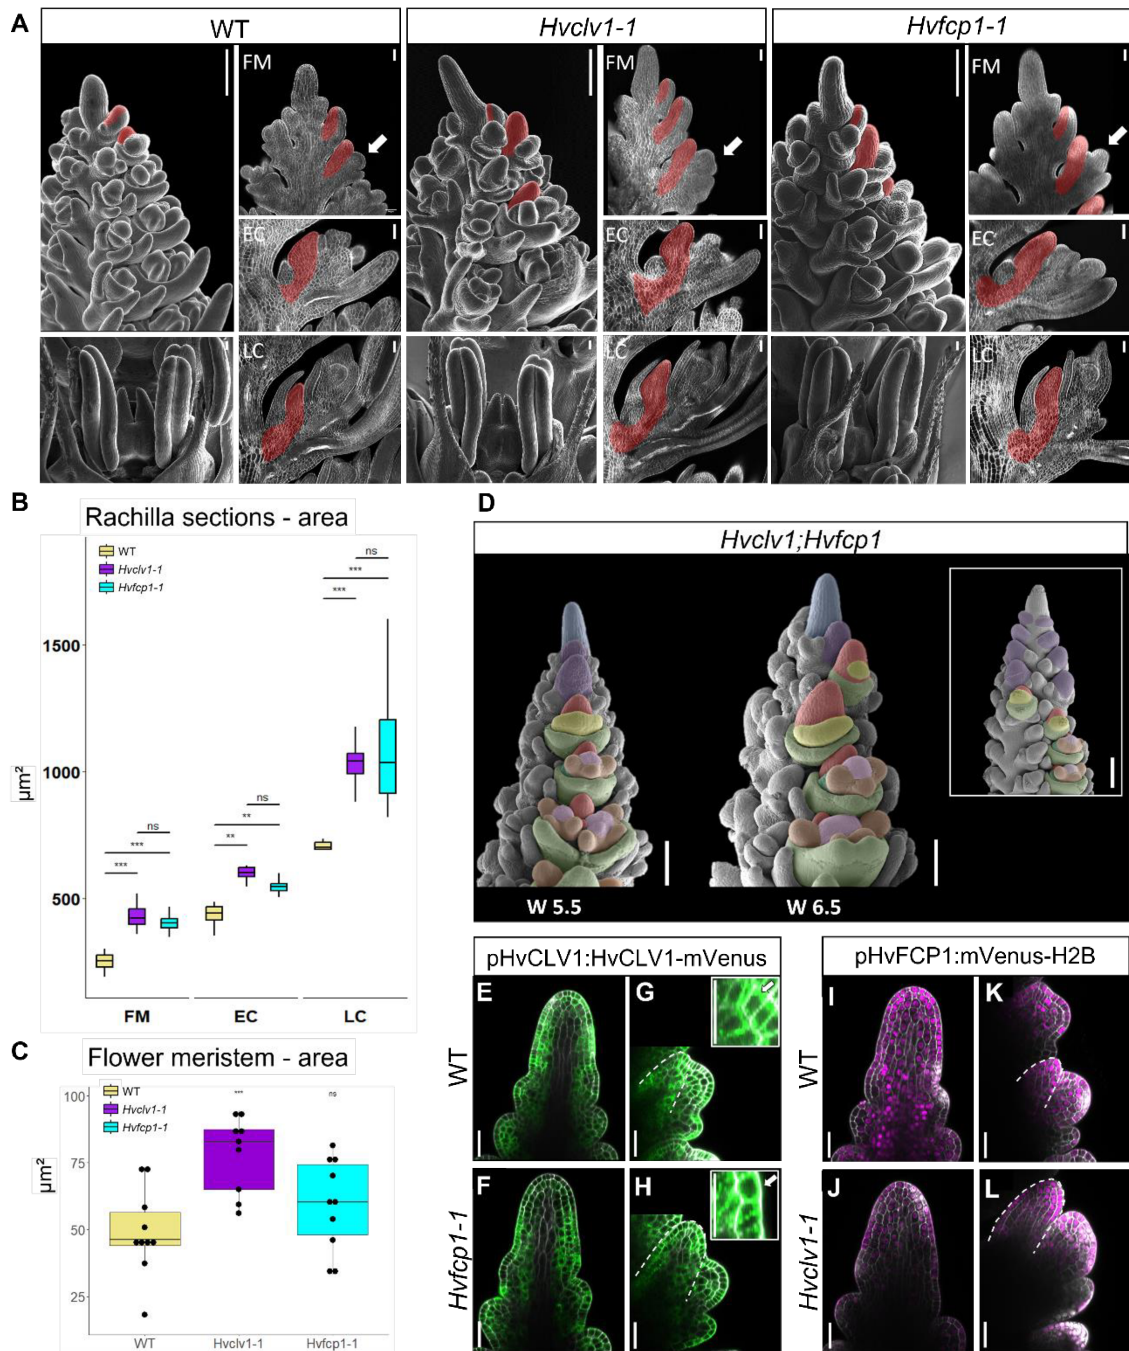 A
WT
Hvclv1-1
Hvfcp1-1
FM
FM
FM
EC
EC
EC
LC
LC
LC
B
Rachilla sections - area
WT
Hvclv1-1
Hvfcp1-1
ns
***
***
ns
**
**
ns
***
***
1500
1000
500
µm²
FM EC LC
C
Flower meristem - area
WT
Hvclv1-1
Hvfcp1-1
*** ns
100
75
50
25
µm²
WT Hvclv1-1 Hvfcp1-1
D
Hvclv1;Hvfcp1
W 5.5 W 6.5
pHvCLV1:HvCLV1-mVenus
pHvFCP1:mVenus-H2B
E G I K
WT WT
F H J L
Hvfcp1-1 Hvclv1-1